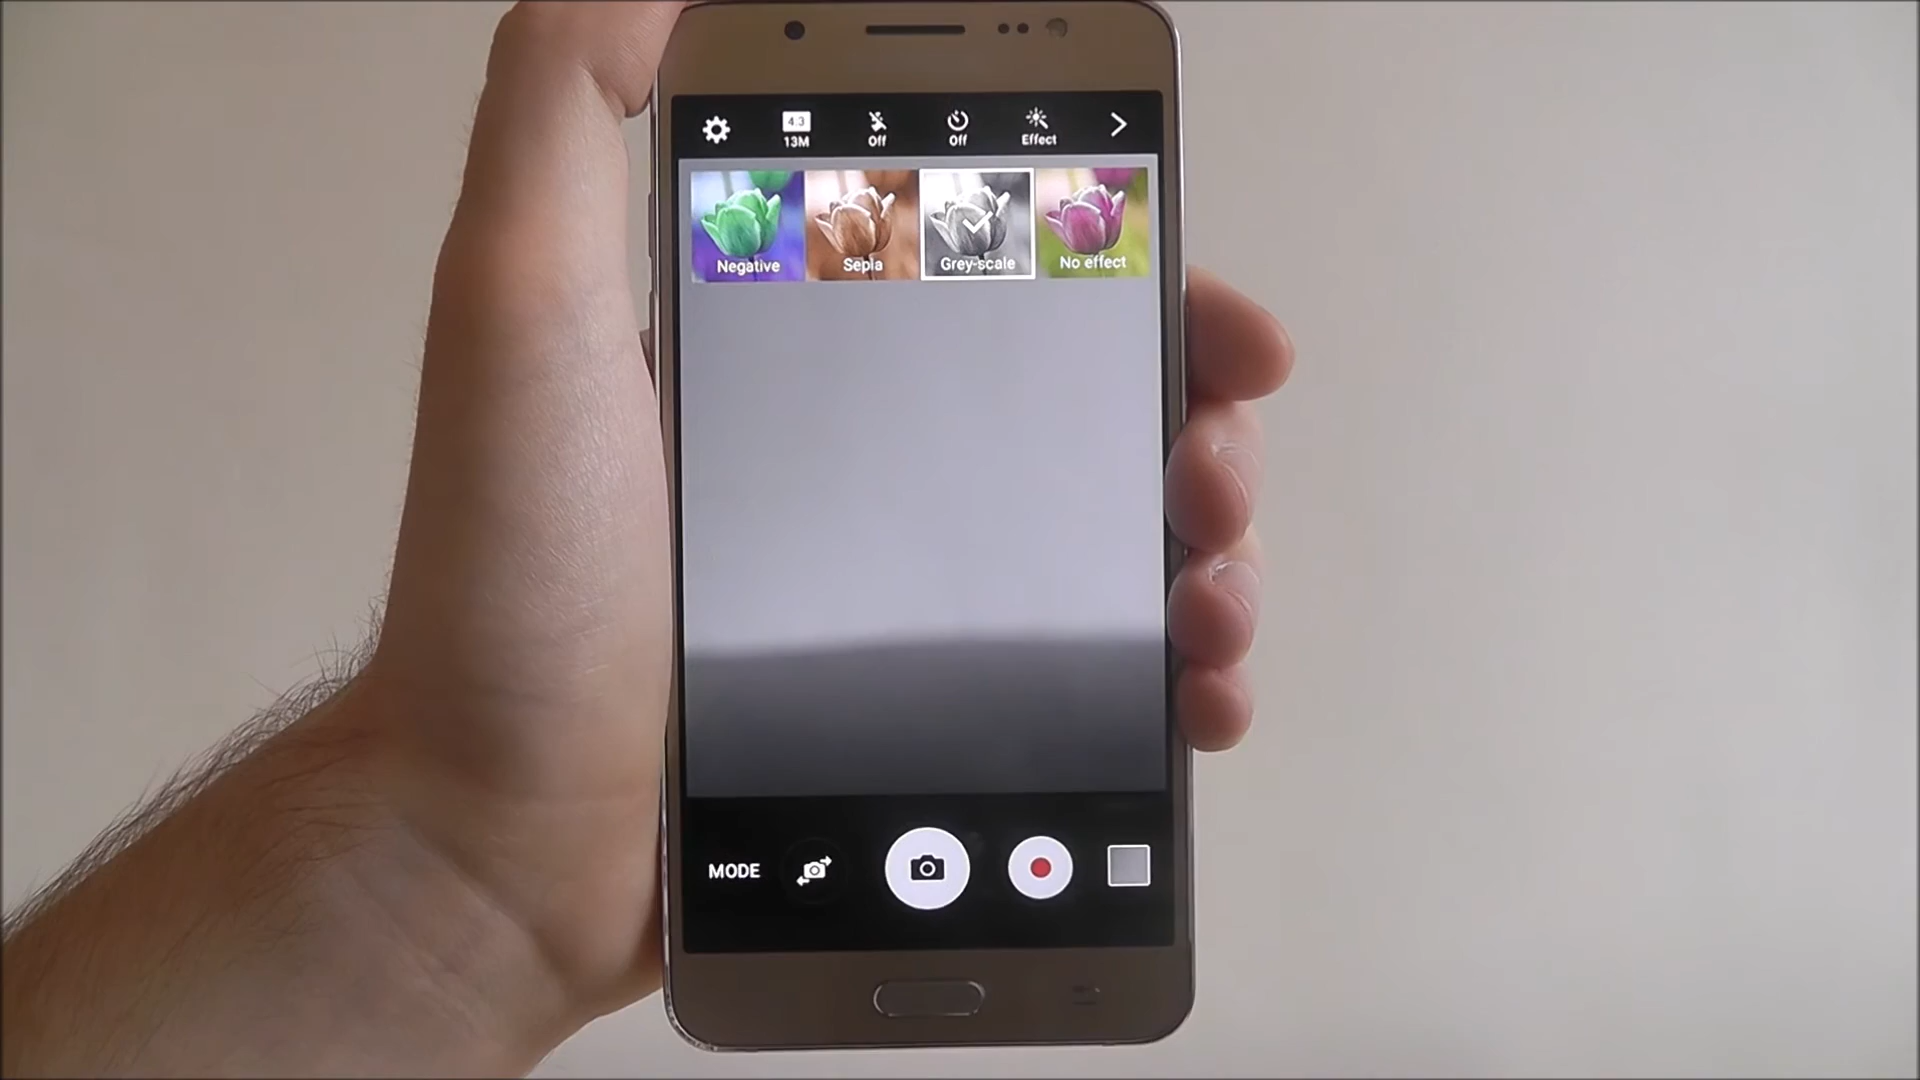 4:3
13M
Off
Off
Effect
Negative
Sepia
Grey-scale
No effect
MODE